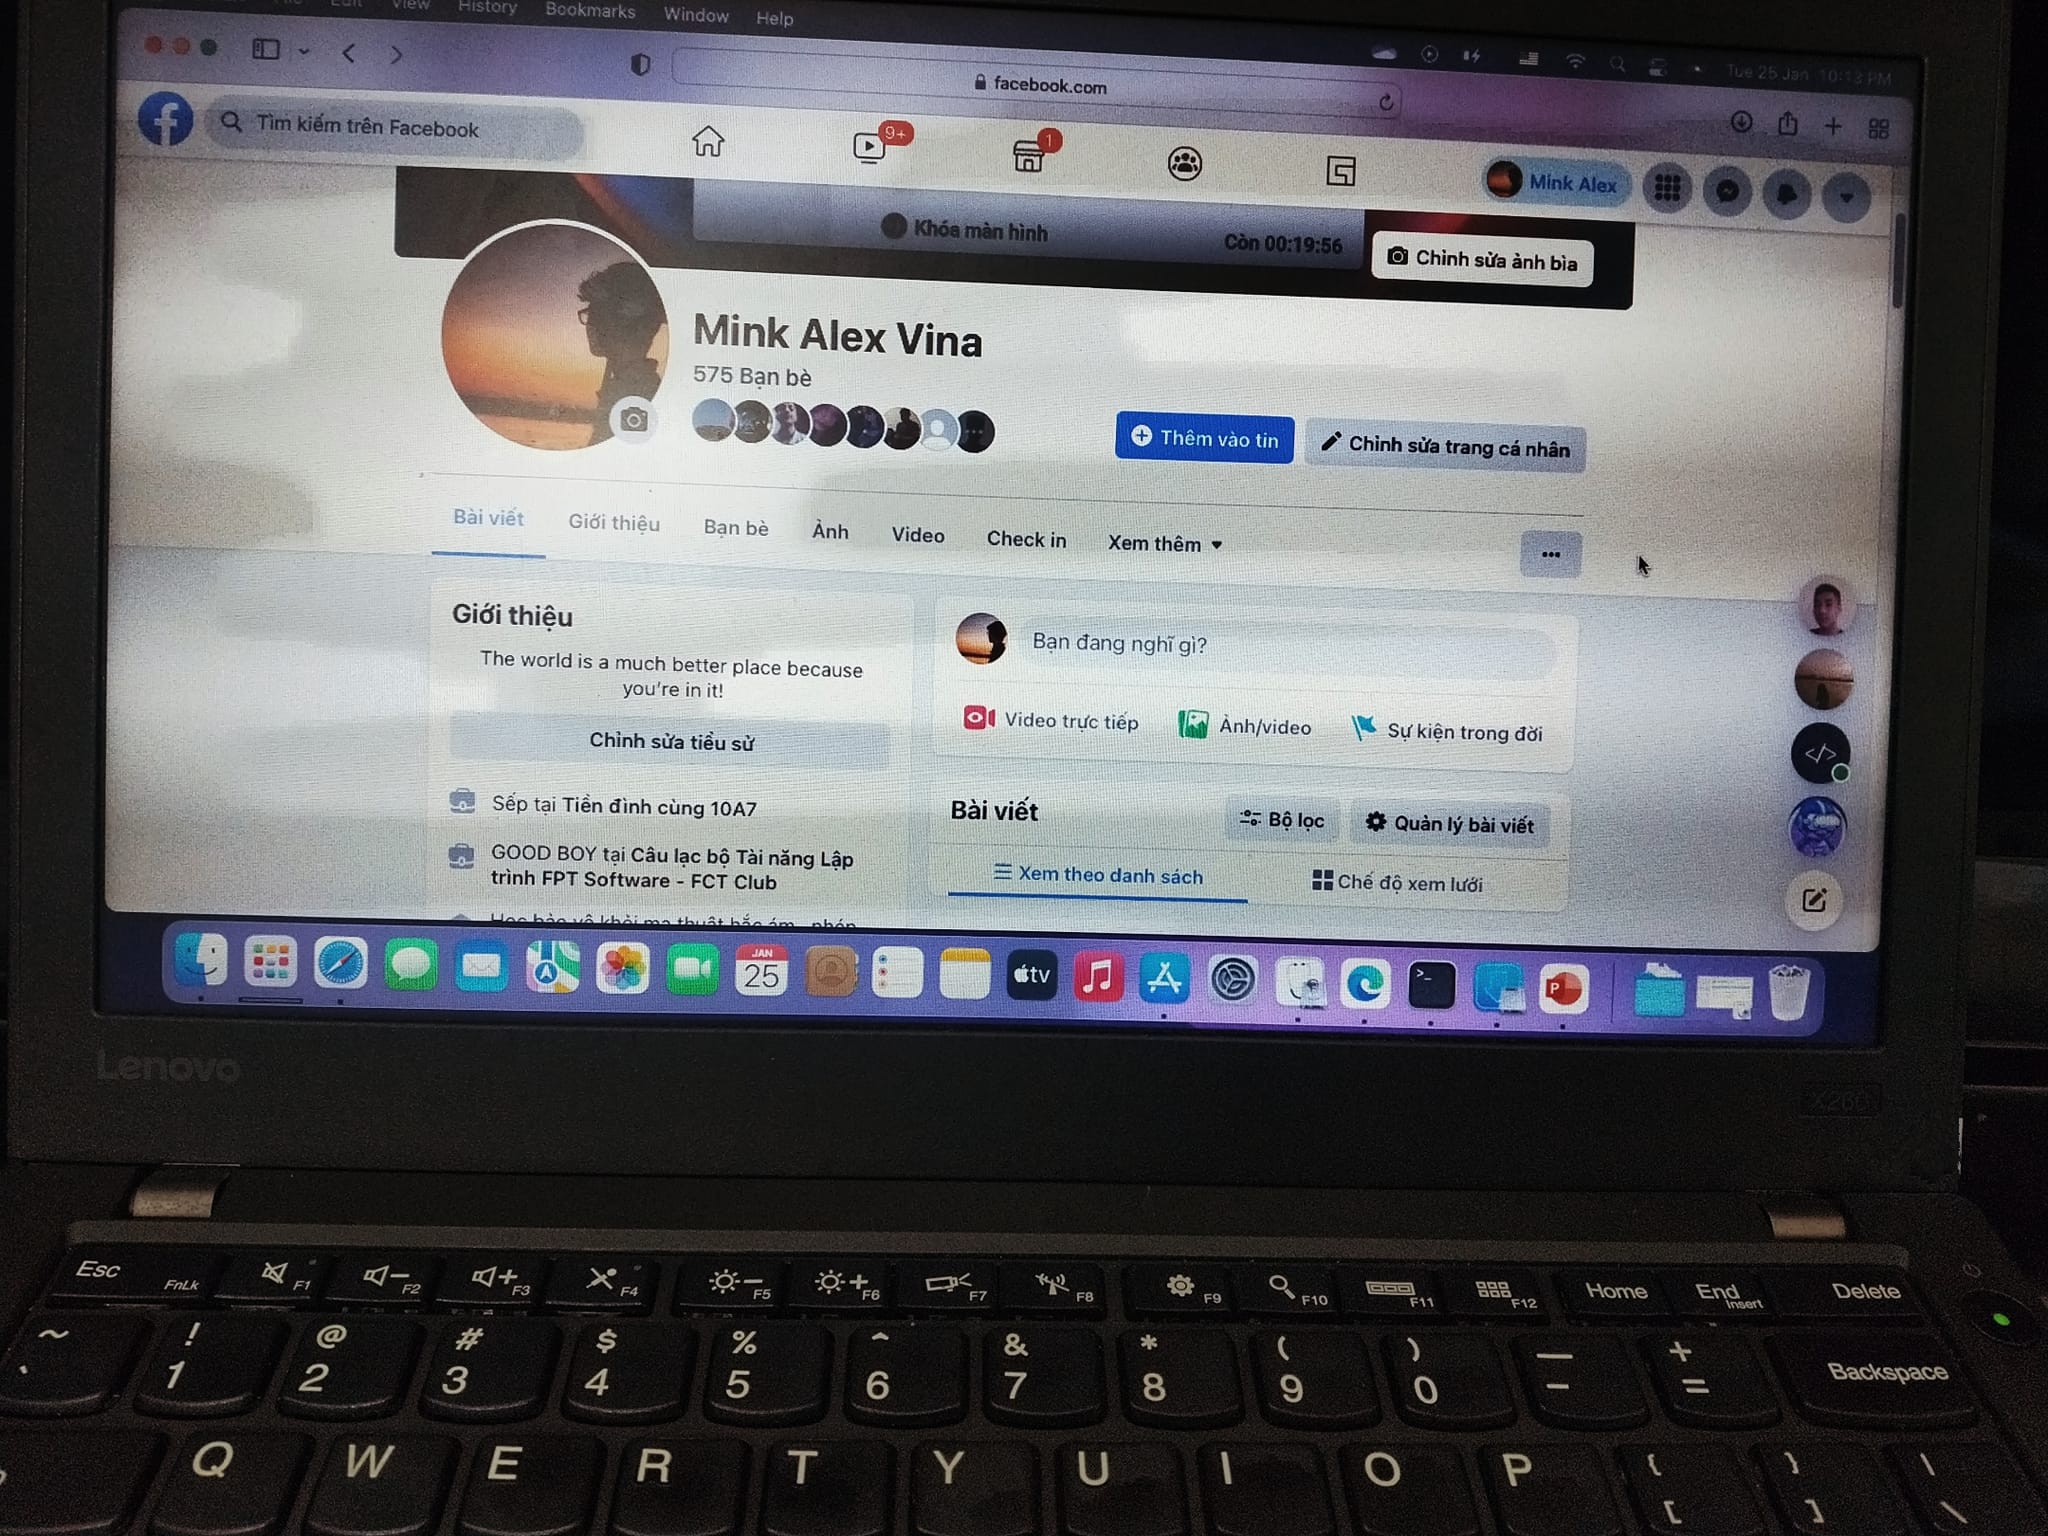 View History Bookmarks Window Help
Tue 25 Jan 10:13 PM
facebook.com
Tìm kiếm trên Facebook
9+
1
Mink Alex
Khóa màn hình
Còn 00:19:56
Chỉnh sửa ảnh bìa
Mink Alex Vina
575 Bạn bè
Thêm vào tin
Chỉnh sửa trang cá nhân
Bài viết Giới thiệu Bạn bè Ảnh Video Check in Xem thêm
Giới thiệu
The world is a much better place because
you're in it!
Chỉnh sửa tiểu sử
Sếp tại Tiền đình cùng 10A7
GOOD BOY tại Câu lạc bộ Tài năng Lập
trình FPT Software - FCT Club
Bạn đang nghĩ gì?
Video trực tiếp Ảnh/video Sự kiện trong đời
Bài viết Bộ lọc Quản lý bài viết
Xem theo danh sách Chế độ xem lưới
</>
JAN
25
tv
>_
P
Lenovo
X260
Esc FnLk F1 F2 F3 F4 F5 F6 F7 F8 F9 F10 F11 F12 Home End Insert Delete
~ ! @ # $ % ^ & * ( ) — +
` 1 2 3 4 5 6 7 8 9 0 - = Backspace
Q W E R T Y U I O P { } |
[ ] \